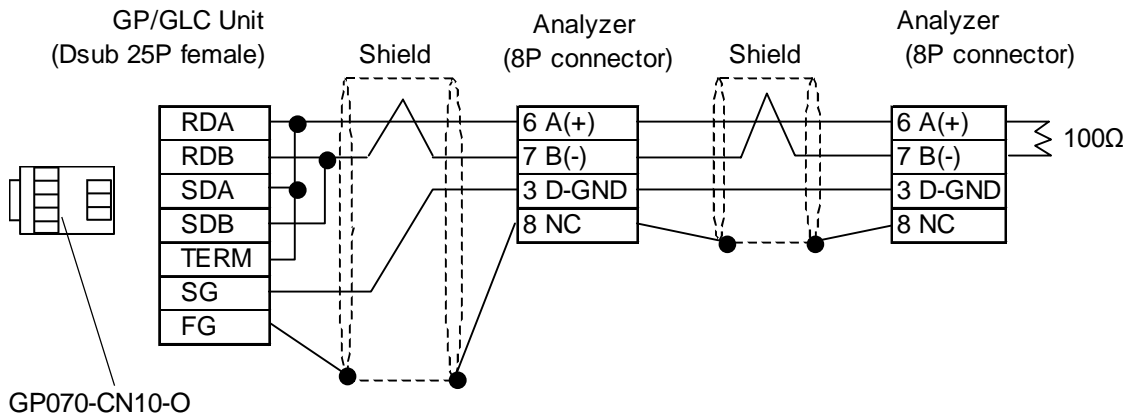 GP/GLC Unit
(Dsub 25P female)
Shield
Analyzer
(8P connector)
Shield
Analyzer
(8P connector)
RDA
RDB
SDA
SDB
TERM
SG
FG
6 A(+)
7 B(-)
3 D-GND
8 NC
6 A(+)
7 B(-)
3 D-GND
8 NC
100Ω
GP070-CN10-O